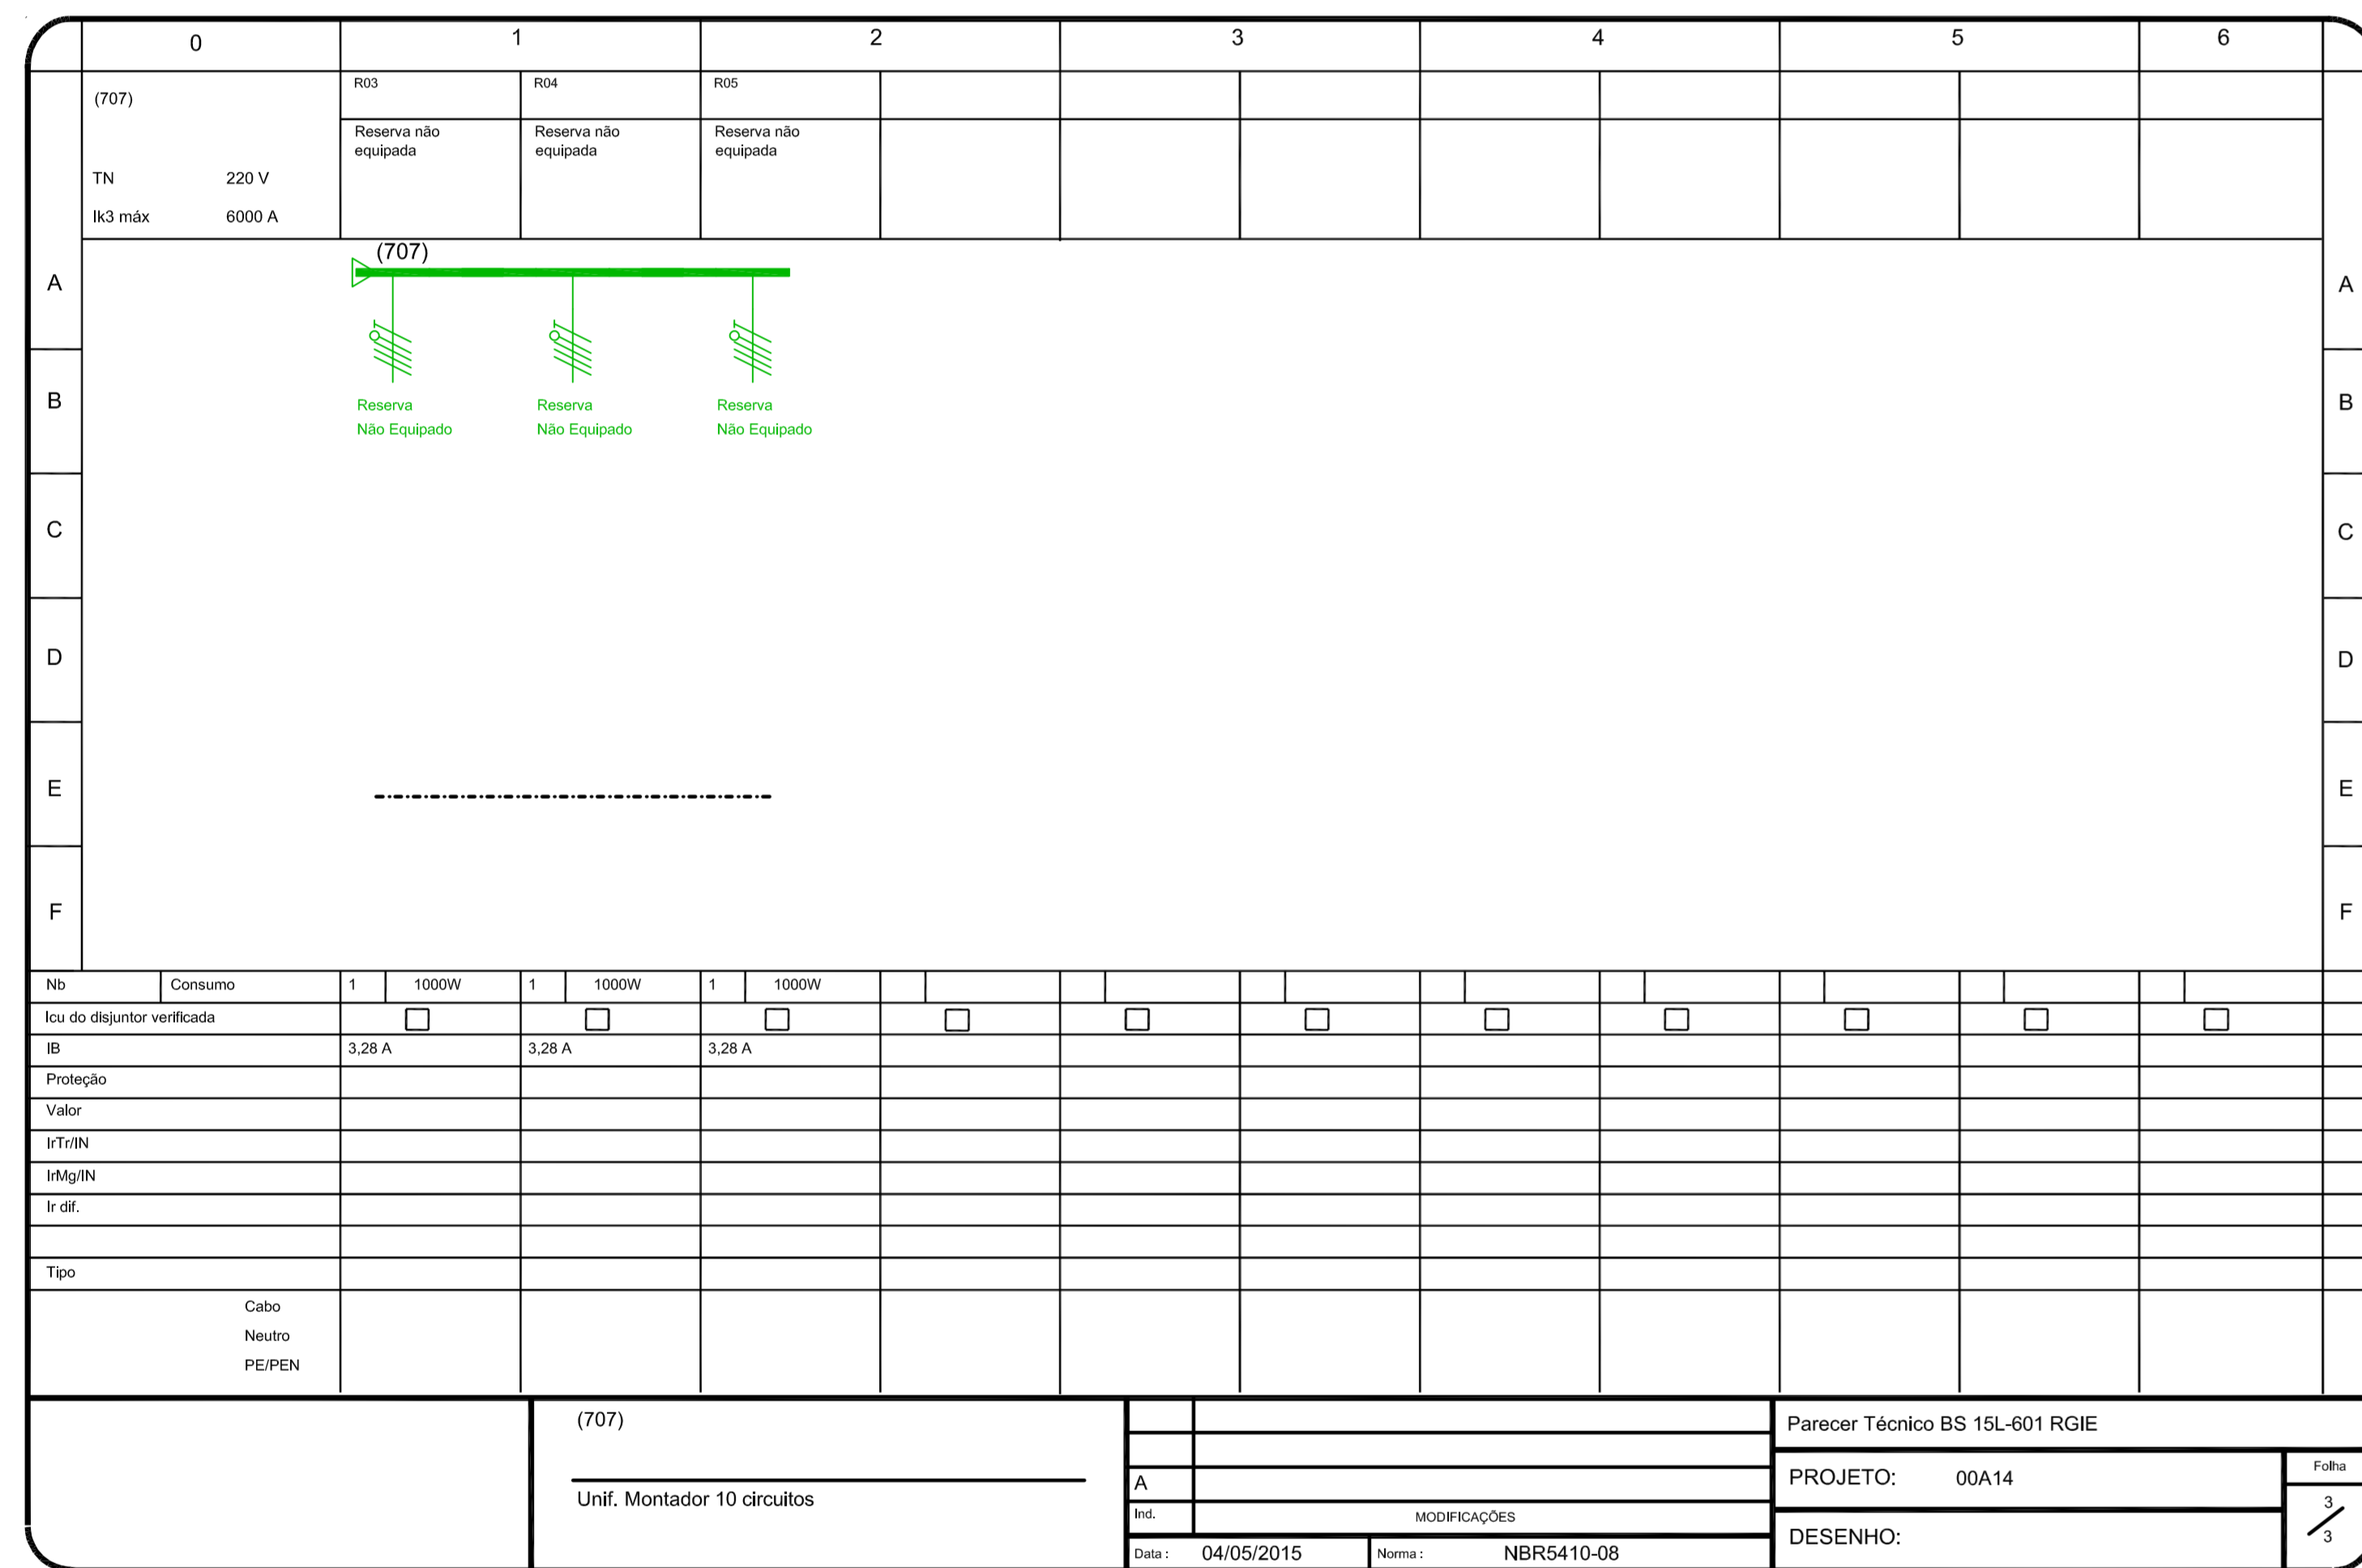 0 1 2 3 4 5 6
(707) R03 R04 R05
Reserva não equipada Reserva não equipada Reserva não equipada
TN 220 V
Ik3 máx 6000 A
(707)
A A
B B
Reserva Reserva Reserva
Não Equipado Não Equipado Não Equipado
C C
D D
E E
F F
Nb Consumo 1 1000W 1 1000W 1 1000W
Icu do disjuntor verificada
IB 3,28 A 3,28 A 3,28 A
Proteção
Valor
IrTr/IN
IrMg/IN
Ir dif.
Tipo
Cabo
Neutro
PE/PEN
(707)
Unif. Montador 10 circuitos
A
Ind. MODIFICAÇÕES
Data : 04/05/2015 Norma : NBR5410-08
Parecer Técnico BS 15L-601 RGIE
PROJETO: 00A14
DESENHO:
Folha
3
3